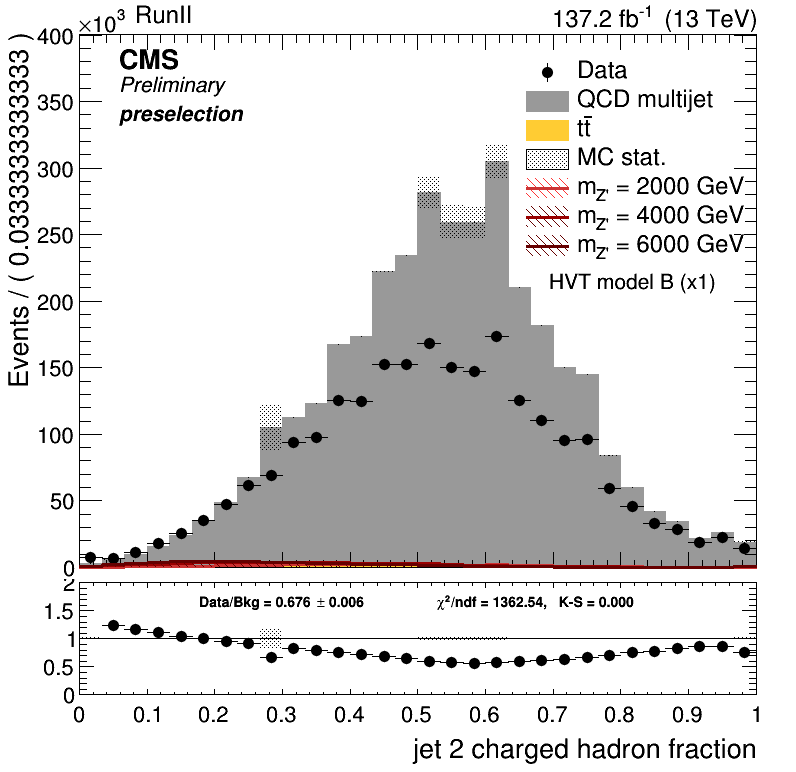 ×10³ RunII 137.2 fb⁻¹ (13 TeV)
CMS
Preliminary
preselection
Data
QCD multijet
tt̄
MC stat.
m_Z' = 2000 GeV
m_Z' = 4000 GeV
m_Z' = 6000 GeV
HVT model B (x1)
Events / ( 0.0333333333333333 )
400
350
300
250
200
150
100
50
0
Data/Bkg = 0.676 ± 0.006 χ²/ndf = 1362.54, K-S = 0.000
2
1.5
1
0.5
0
0 0.1 0.2 0.3 0.4 0.5 0.6 0.7 0.8 0.9 1
jet 2 charged hadron fraction